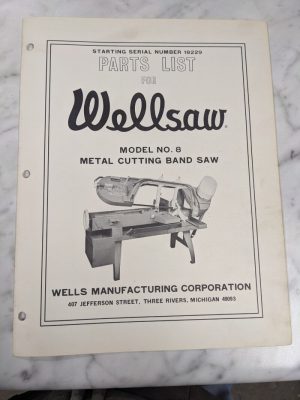 STARTING SERIAL NUMBER 19229
PARTS LIST
FOR
Wellsaw®
MODEL NO. 8
METAL CUTTING BAND SAW
WELLS MANUFACTURING CORPORATION
407 JEFFERSON STREET, THREE RIVERS, MICHIGAN 49093